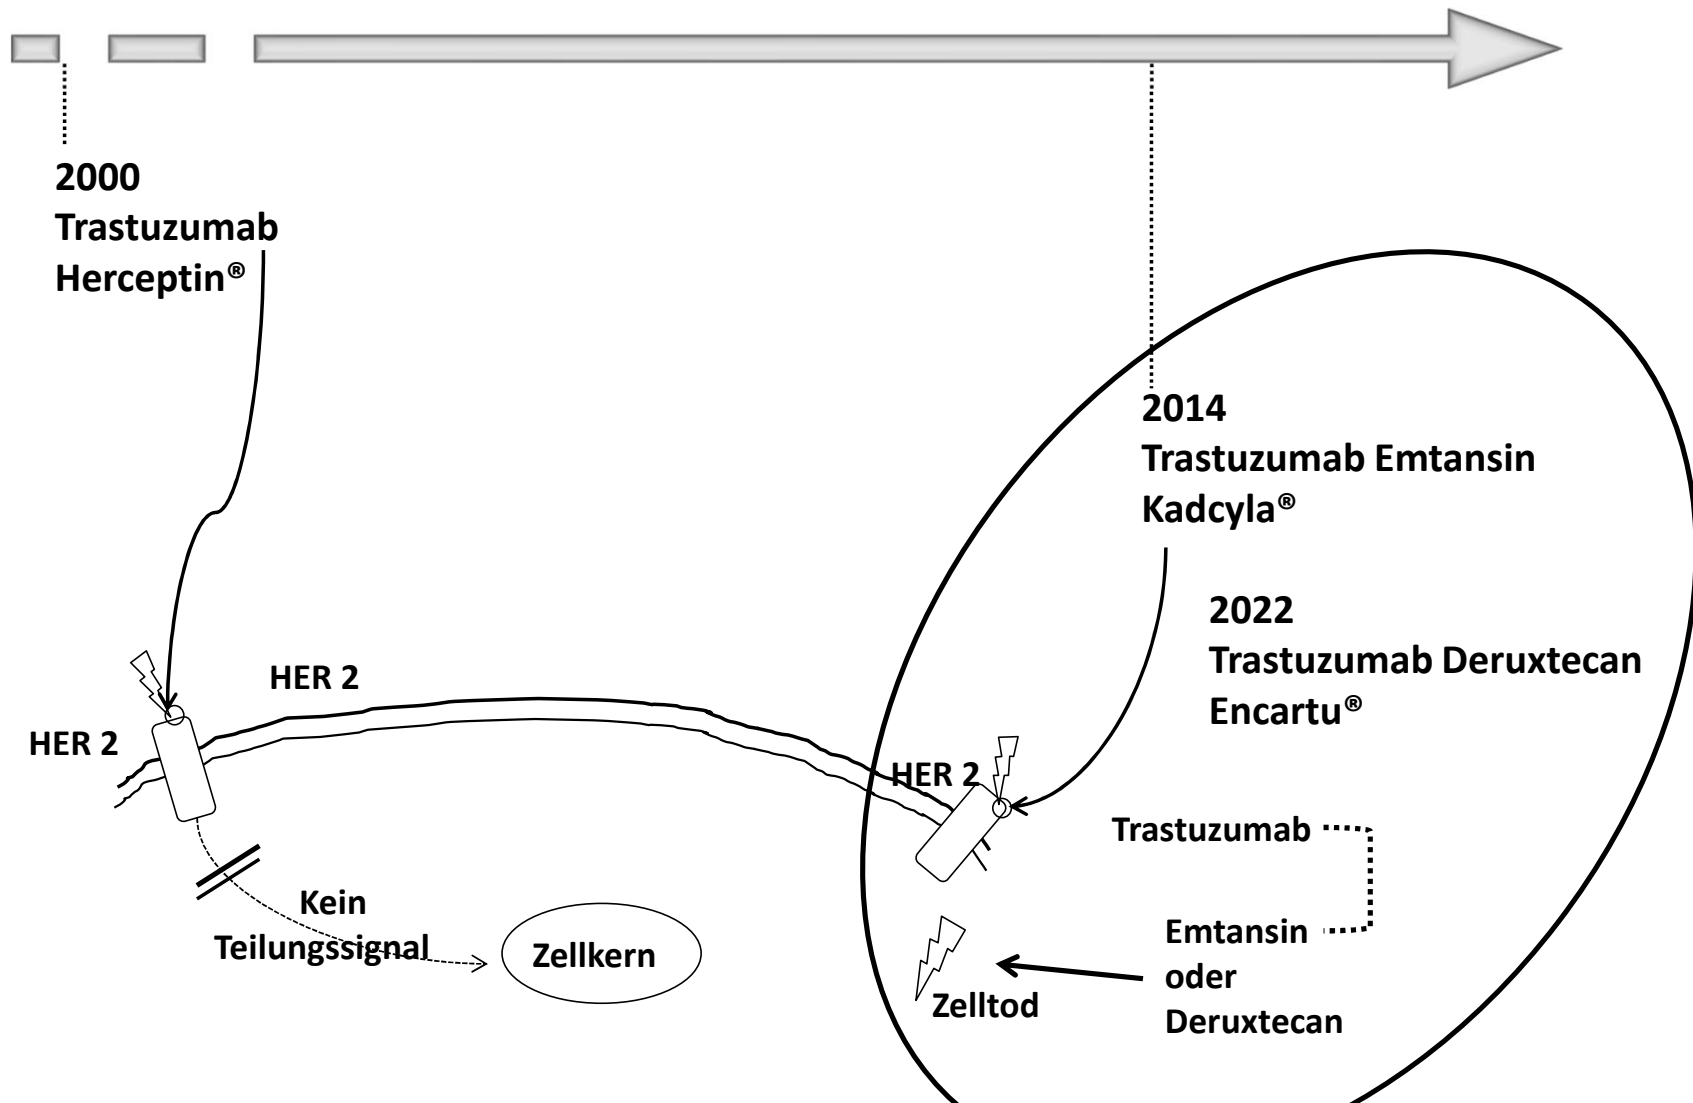 2000
Trastuzumab
Herceptin®
2014
Trastuzumab Emtansin
Kadcyla®
2022
Trastuzumab Deruxtecan
Encartu®
HER 2
HER 2
HER 2
Trastuzumab
Kein
Teilungssignal
Zellkern
Emtansin
oder
Deruxtecan
Zelltod